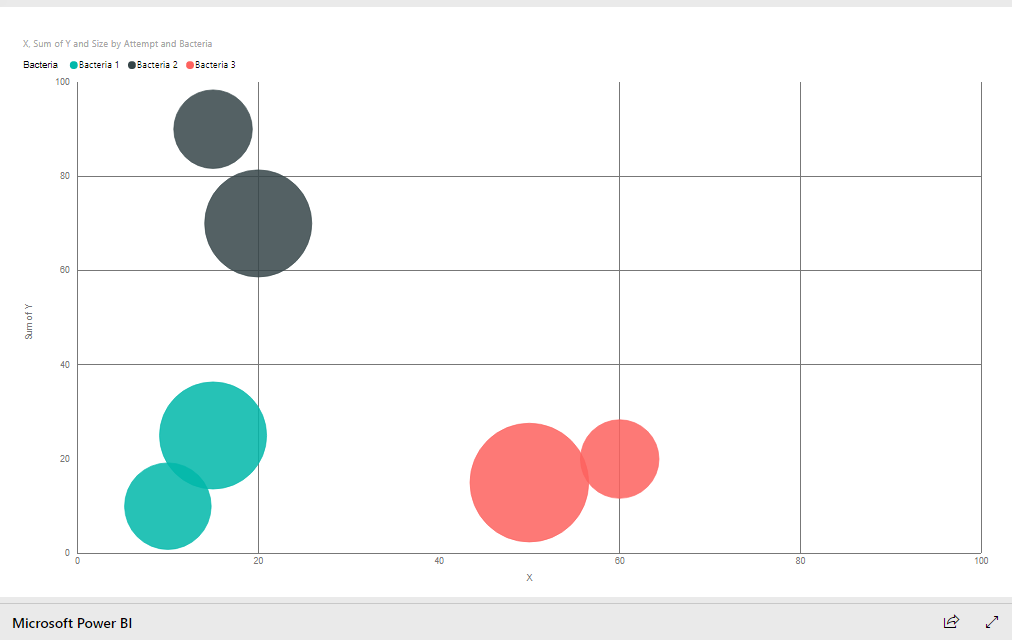 X, Sum of Y and Size by Attempt and Bacteria
Bacteria Bacteria 1 Bacteria 2 Bacteria 3
100
80
60
40
20
0
Sum of Y
0 20 40 60 80 100
X
Microsoft Power BI